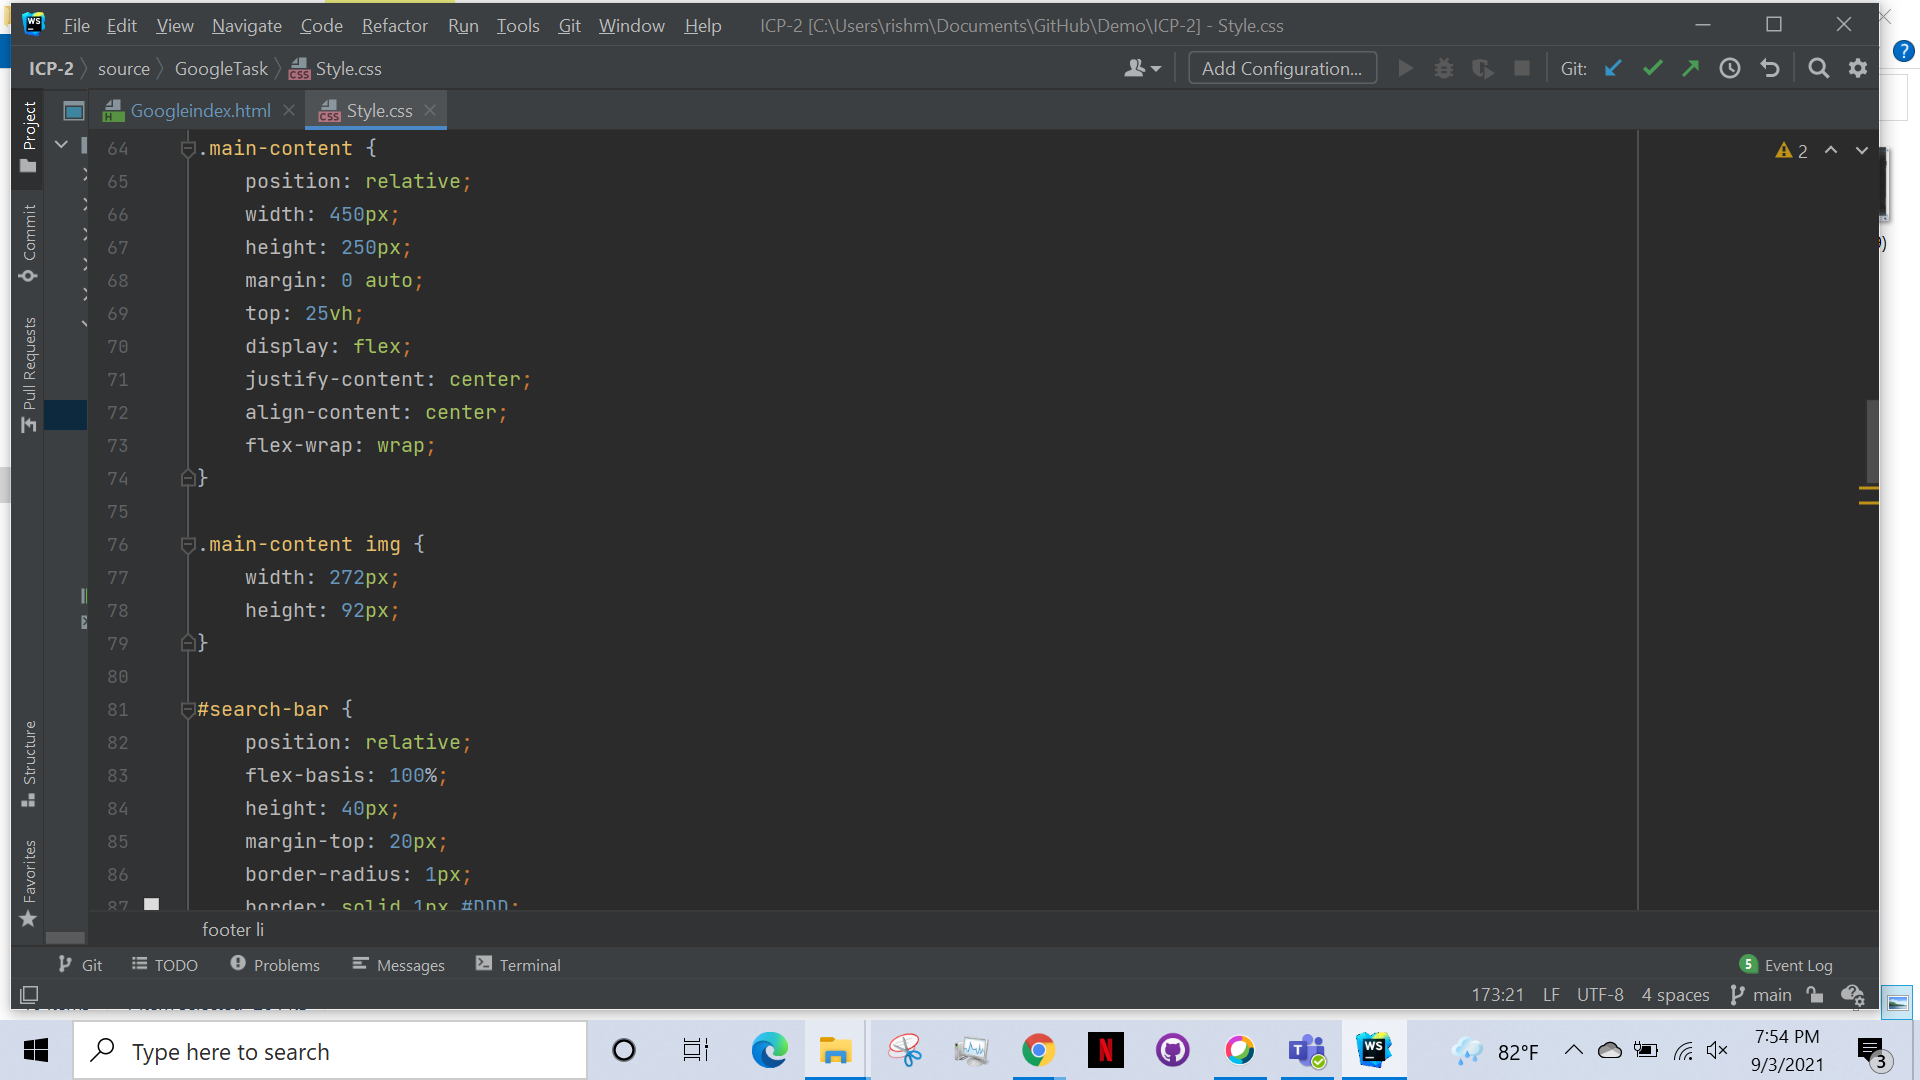 File Edit View Navigate Code Refactor Run Tools Git Window Help ICP-2 [C:\Users\rishm\Documents\GitHub\Demo\ICP-2] - Style.css
ICP-2 source GoogleTask Style.css Add Configuration... Git:
Googleindex.html Style.css
Project
Commit
Pull Requests
Structure
Favorites
2
64 .main-content {
65 position: relative;
66 width: 450px;
67 height: 250px;
68 margin: 0 auto;
69 top: 25vh;
70 display: flex;
71 justify-content: center;
72 align-content: center;
73 flex-wrap: wrap;
74 }
75
76 .main-content img {
77 width: 272px;
78 height: 92px;
79 }
80
81 #search-bar {
82 position: relative;
83 flex-basis: 100%;
84 height: 40px;
85 margin-top: 20px;
86 border-radius: 1px;
87 border: solid 1px #DDD;
footer li
Git TODO Problems Messages Terminal 5 Event Log
173:21 LF UTF-8 4 spaces main
Type here to search
82°F
7:54 PM
9/3/2021
3